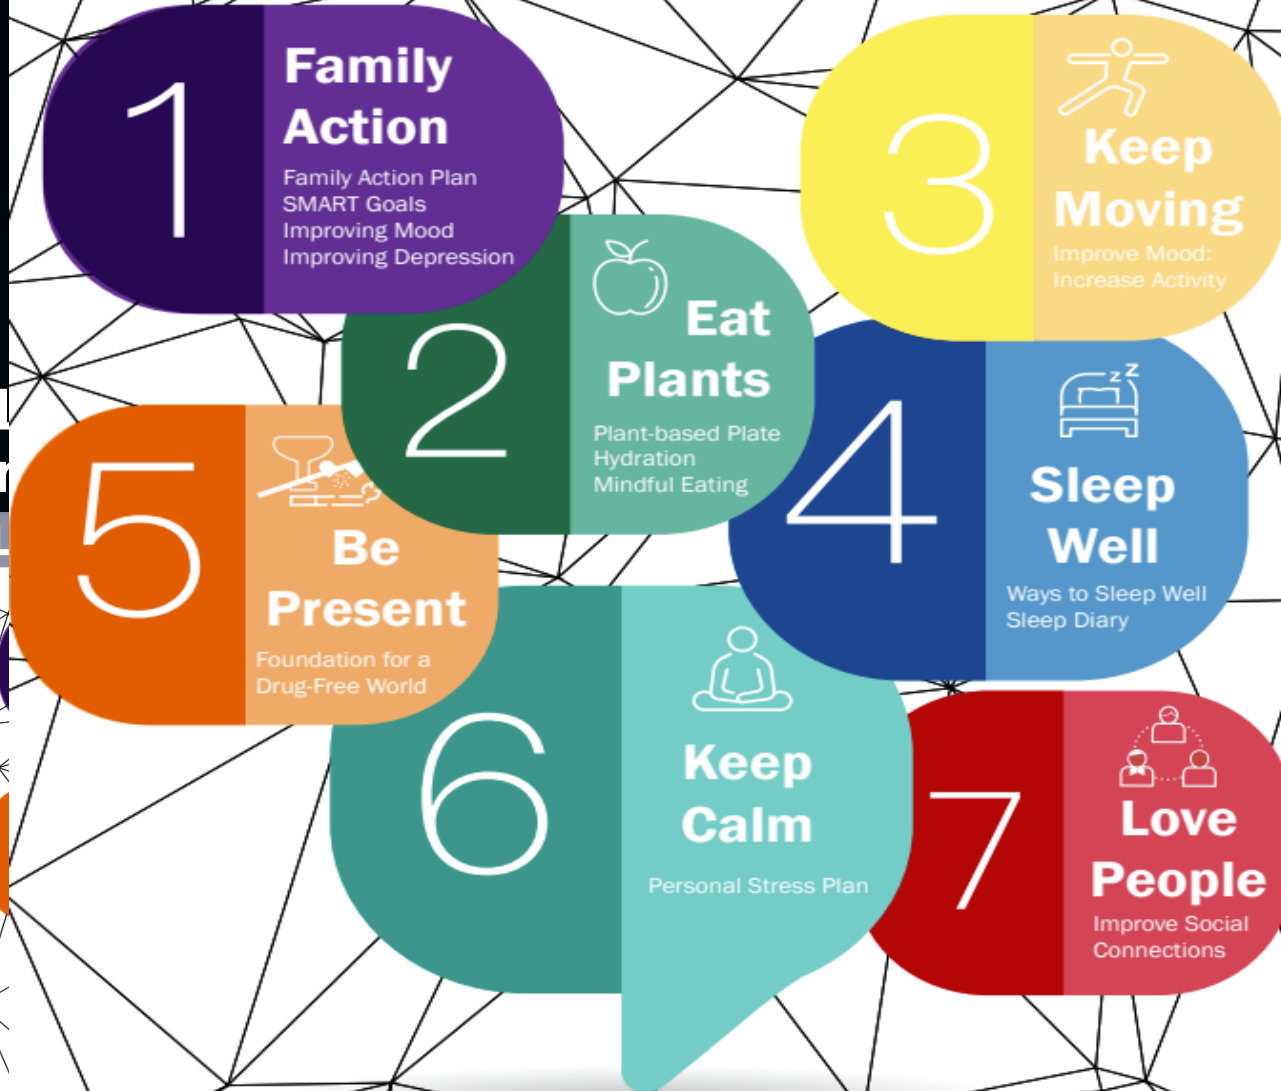 1
Family
Action
Family Action Plan
SMART Goals
Improving Mood
Improving Depression
2
Eat
Plants
Plant-based Plate
Hydration
Mindful Eating
3
Keep
Moving
Improve Mood:
Increase Activity
4
zz
Sleep
Well
Ways to Sleep Well
Sleep Diary
5
Be
Present
Foundation for a
Drug-Free World
6
Keep
Calm
Personal Stress Plan
7
Love
People
Improve Social
Connections